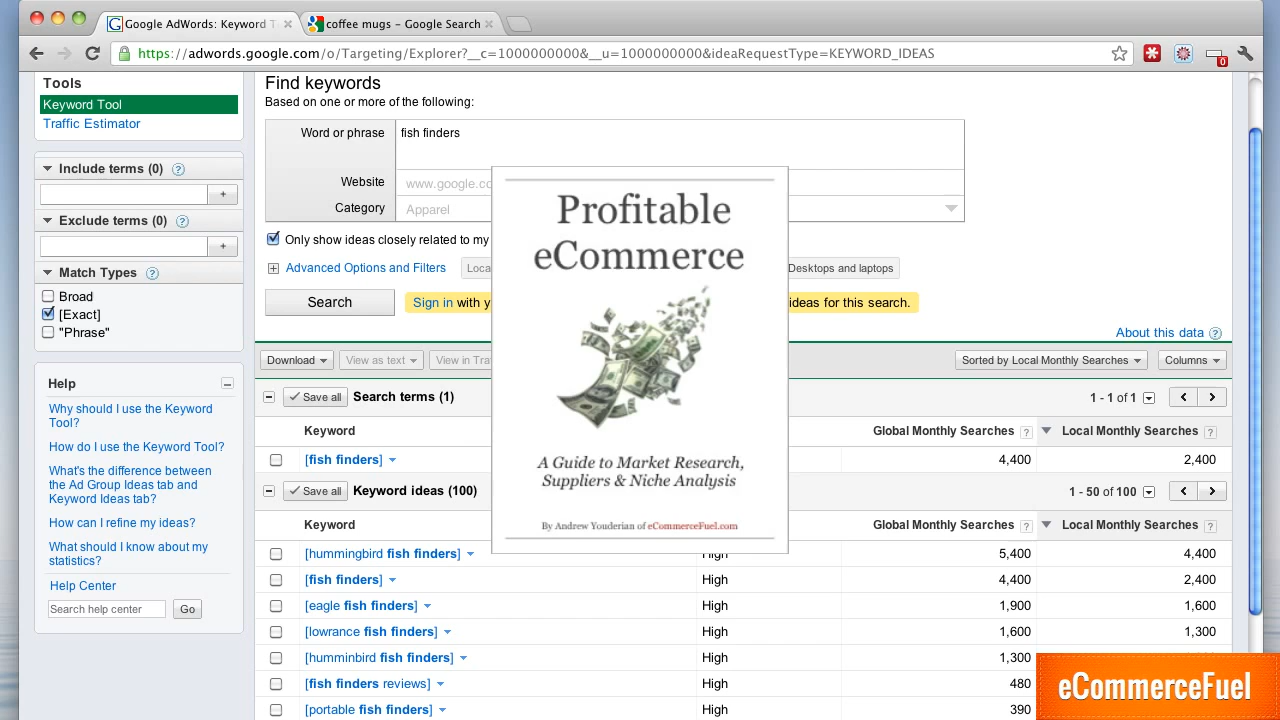 Google AdWords: Keyword T
coffee mugs - Google Search
https://adwords.google.com/o/Targeting/Explorer?__c=1000000000&__u=1000000000&ideaRequestType=KEYWORD_IDEAS
0
Tools
Keyword Tool
Traffic Estimator
Include terms (0) ?
+
Exclude terms (0) ?
+
Match Types ?
Broad
[Exact]
"Phrase"
Help
Why should I use the Keyword
Tool?
How do I use the Keyword Tool?
What's the difference between
the Ad Group Ideas tab and
Keyword Ideas tab?
How can I refine my ideas?
What should I know about my
statistics?
Help Center
Search help center Go
Find keywords
Based on one or more of the following:
Word or phrase fish finders
Website www.google.co
Category Apparel
Only show ideas closely related to my
Advanced Options and Filters Loca Desktops and laptops
Search Sign in with y ideas for this search.
About this data ?
Download View as text View in Tra Sorted by Local Monthly Searches Columns
Save all Search terms (1) 1 - 1 of 1
Keyword Global Monthly Searches ? Local Monthly Searches ?
[fish finders] 4,400 2,400
Save all Keyword ideas (100) 1 - 50 of 100
Keyword Global Monthly Searches ? Local Monthly Searches ?
[hummingbird fish finders] High 5,400 4,400
[fish finders] High 4,400 2,400
[eagle fish finders] High 1,900 1,600
[lowrance fish finders] High 1,600 1,300
[humminbird fish finders] High 1,300
[fish finders reviews] High 480
[portable fish finders] High 390
Profitable
eCommerce
A Guide to Market Research,
Suppliers & Niche Analysis
By Andrew Youderian of eCommerceFuel.com
eCommerceFuel